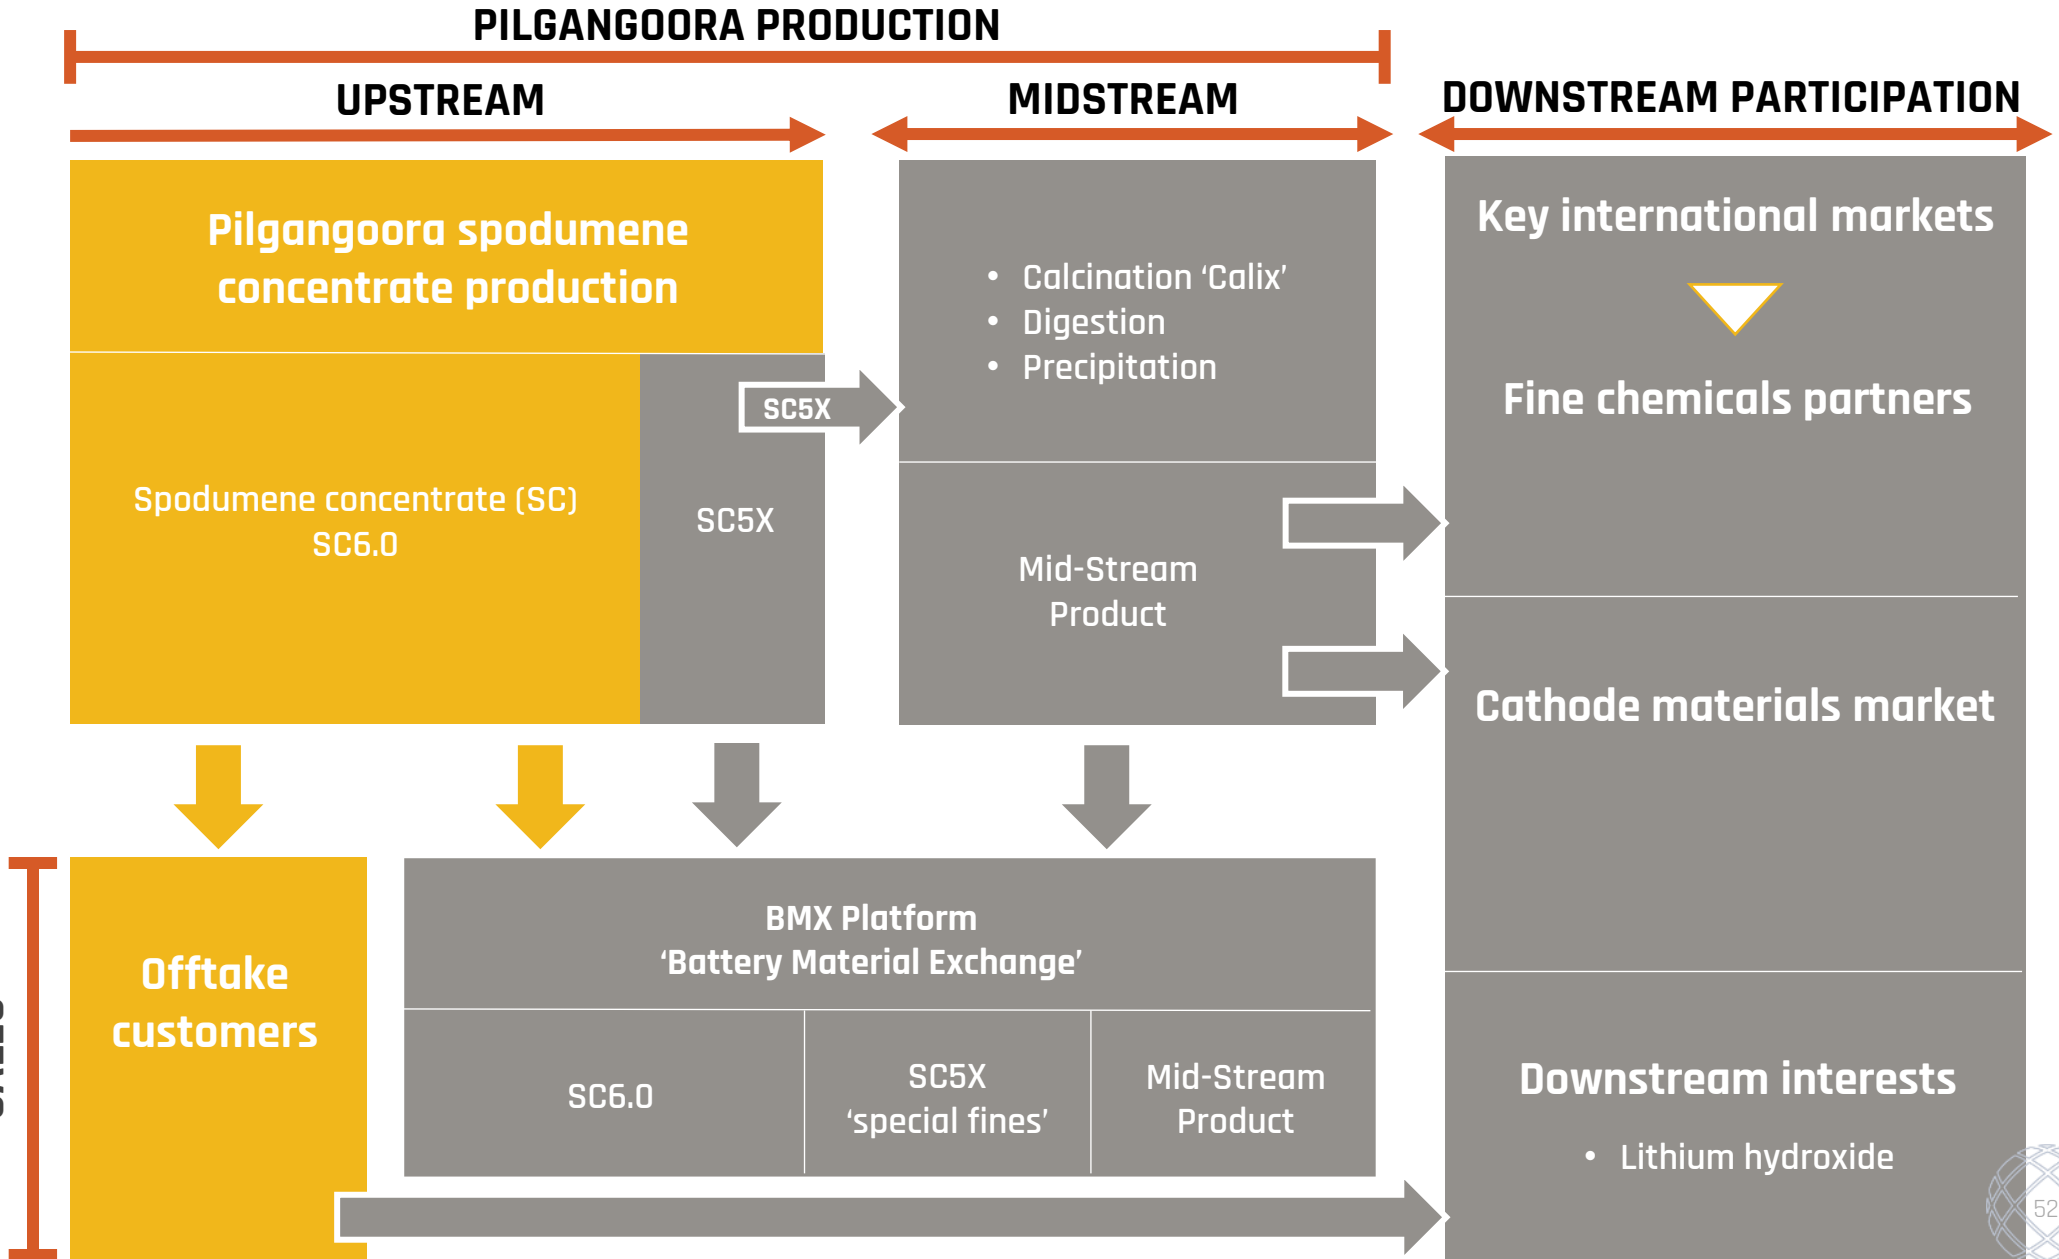 PILGANGOORA PRODUCTION
UPSTREAM
MIDSTREAM
DOWNSTREAM PARTICIPATION
Pilgangoora spodumene
concentrate production
Spodumene concentrate (SC)
SC6.0
SC5X
SC5X
• Calcination ‘Calix’
• Digestion
• Precipitation
Mid-Stream
Product
Key international markets
Fine chemicals partners
Cathode materials market
Downstream interests
• Lithium hydroxide
Offtake
customers
BMX Platform
‘Battery Material Exchange’
SC6.0
SC5X
‘special fines’
Mid-Stream
Product
52